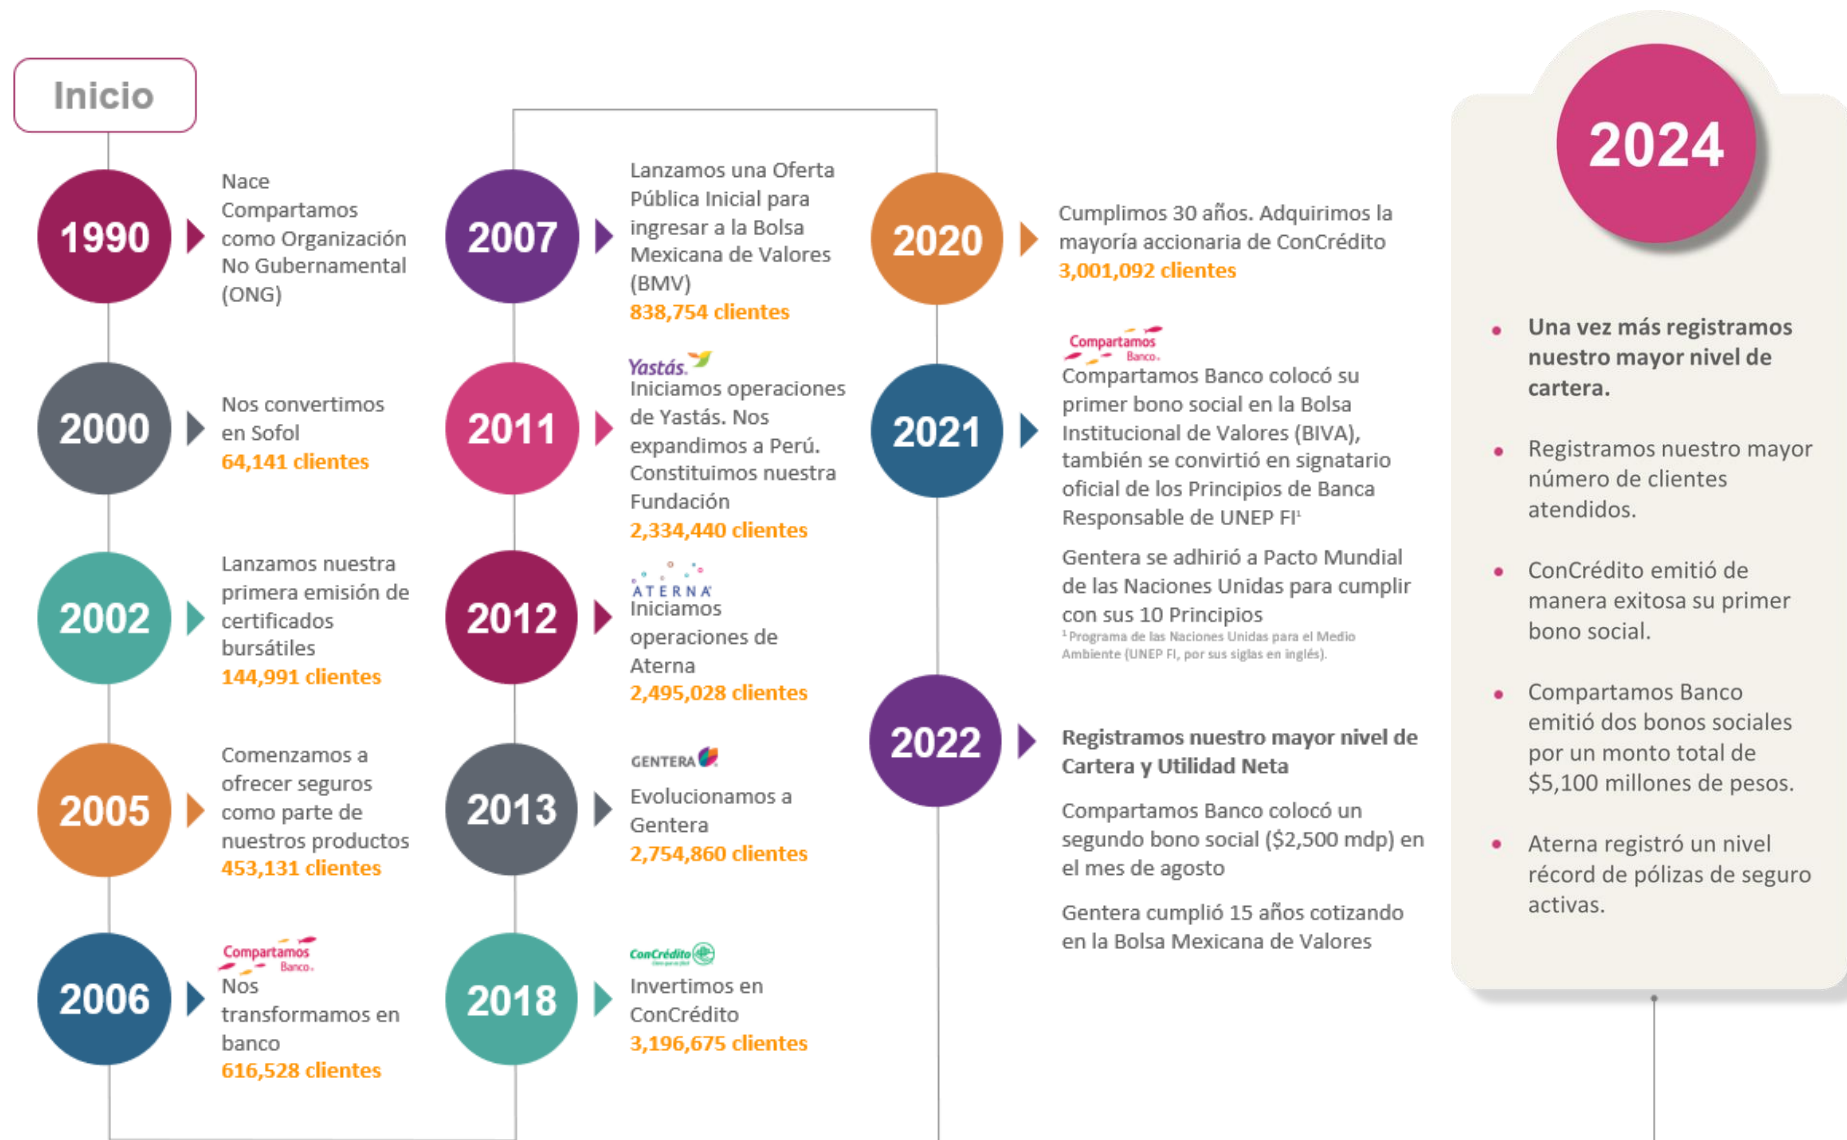 Inicio
1990
Nace
Compartamos
como Organización
No Gubernamental
(ONG)
2000
Nos convertimos
en Sofol
64,141 clientes
2002
Lanzamos nuestra
primera emisión de
certificados
bursátiles
144,991 clientes
2005
Comenzamos a
ofrecer seguros
como parte de
nuestros productos
453,131 clientes
2006
Compartamos
Banco
Nos
transformamos en
banco
616,528 clientes
2007
Lanzamos una Oferta
Pública Inicial para
ingresar a la Bolsa
Mexicana de Valores
(BMV)
838,754 clientes
2011
Yastás.
Iniciamos operaciones
de Yastás. Nos
expandimos a Perú.
Constituimos nuestra
Fundación
2,334,440 clientes
2012
ATERNA
Iniciamos
operaciones de
Aterna
2,495,028 clientes
2013
GENTERA
Evolucionamos a
Gentera
2,754,860 clientes
2018
ConCrédito
Invertimos en
ConCrédito
3,196,675 clientes
2020
Cumplimos 30 años. Adquirimos la
mayoría accionaria de ConCrédito
3,001,092 clientes
2021
Compartamos
Banco
Compartamos Banco colocó su
primer bono social en la Bolsa
Institucional de Valores (BIVA),
también se convirtió en signatario
oficial de los Principios de Banca
Responsable de UNEP FI¹
Gentera se adhirió a Pacto Mundial
de las Naciones Unidas para cumplir
con sus 10 Principios
¹ Programa de las Naciones Unidas para el Medio
Ambiente (UNEP FI, por sus siglas en inglés).
2022
Registramos nuestro mayor nivel de
Cartera y Utilidad Neta
Compartamos Banco colocó un
segundo bono social ($2,500 mdp) en
el mes de agosto
Gentera cumplió 15 años cotizando
en la Bolsa Mexicana de Valores
2024
• Una vez más registramos
nuestro mayor nivel de
cartera.
• Registramos nuestro mayor
número de clientes
atendidos.
• ConCrédito emitió de
manera exitosa su primer
bono social.
• Compartamos Banco
emitió dos bonos sociales
por un monto total de
$5,100 millones de pesos.
• Aterna registró un nivel
récord de pólizas de seguro
activas.